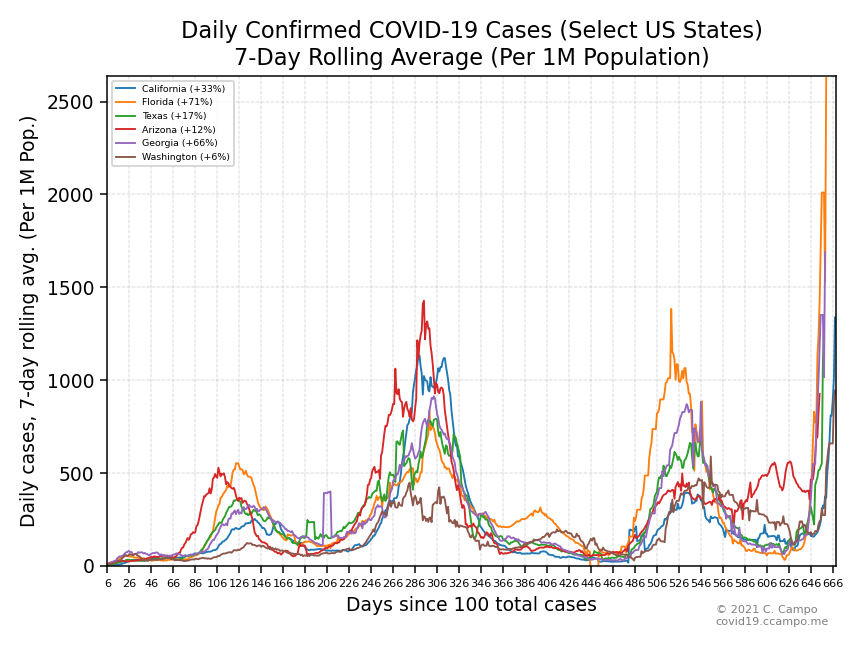 Daily Confirmed COVID-19 Cases (Select US States)
7-Day Rolling Average (Per 1M Population)
California (+33%)
Florida (+71%)
Texas (+17%)
Arizona (+12%)
Georgia (+66%)
Washington (+6%)
Daily cases, 7-day rolling avg. (Per 1M Pop.)
2500
2000
1500
1000
500
0
6 26 46 66 86 106 126 146 166 186 206 226 246 266 286 306 326 346 366 386 406 426 446 466 486 506 526 546 566 586 606 626 646 666
Days since 100 total cases
© 2021 C. Campo
covid19.ccampo.me